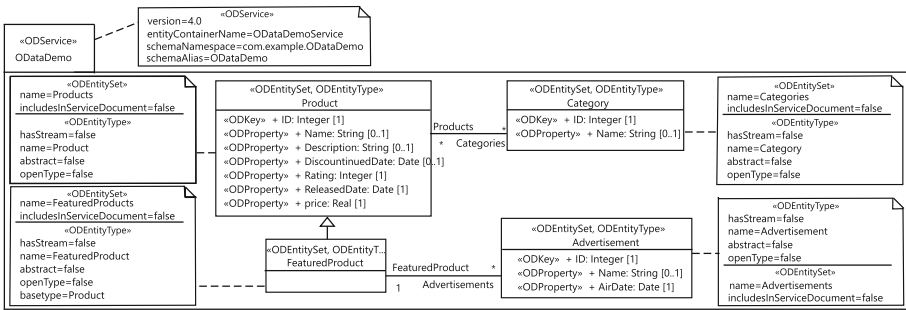 «ODService»
ODataDemo
«ODService»
version=4.0
entityContainerName=ODataDemoService
schemaNamespace=com.example.ODataDemo
schemaAlias=ODataDemo
«ODEntitySet»
name=Products
includesInServiceDocument=false
«ODEntityType»
hasStream=false
name=Product
abstract=false
openType=false
«ODEntitySet, ODEntityType»
Product
«ODKey» + ID: Integer [1]
«ODProperty» + Name: String [0..1]
«ODProperty» + Description: String [0..1]
«ODProperty» + DiscountinuedDate: Date [0..1]
«ODProperty» + Rating: Integer [1]
«ODProperty» + ReleasedDate: Date [1]
«ODProperty» + price: Real [1]
Products *
* Categories
«ODEntitySet, ODEntityType»
Category
«ODKey» + ID: Integer [1]
«ODProperty» + Name: String [0..1]
«ODEntitySet»
name=Categories
includesInServiceDocument=false
«ODEntityType»
hasStream=false
name=Category
abstract=false
openType=false
«ODEntitySet»
name=FeaturedProducts
includesInServiceDocument=false
«ODEntityType»
hasStream=false
name=FeaturedProduct
abstract=false
openType=false
basetype=Product
«ODEntitySet, ODEntityT...
FeaturedProduct
FeaturedProduct *
1 Advertisements
«ODEntitySet, ODEntityType»
Advertisement
«ODKey» + ID: Integer [1]
«ODProperty» + Name: String [0..1]
«ODProperty» + AirDate: Date [1]
«ODEntityType»
hasStream=false
name=Advertisement
abstract=false
openType=false
«ODEntitySet»
name=Advertisements
includesInServiceDocument=false